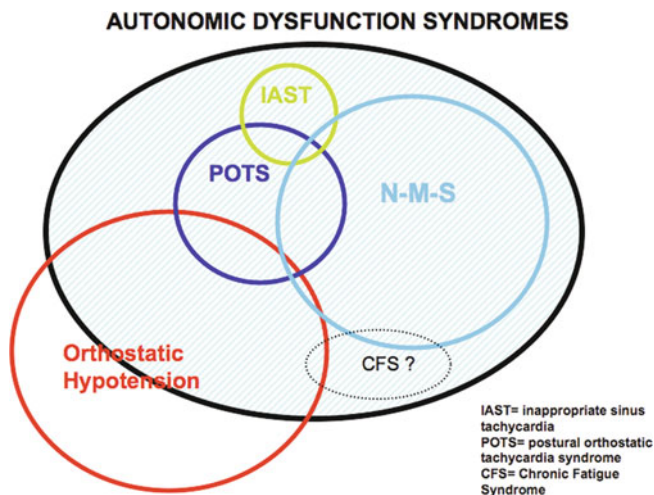 AUTONOMIC DYSFUNCTION SYNDROMES
IAST
POTS
N-M-S
Orthostatic
Hypotension
CFS ?
IAST= inappropriate sinus
tachycardia
POTS= postural orthostatic
tachycardia syndrome
CFS= Chronic Fatigue
Syndrome